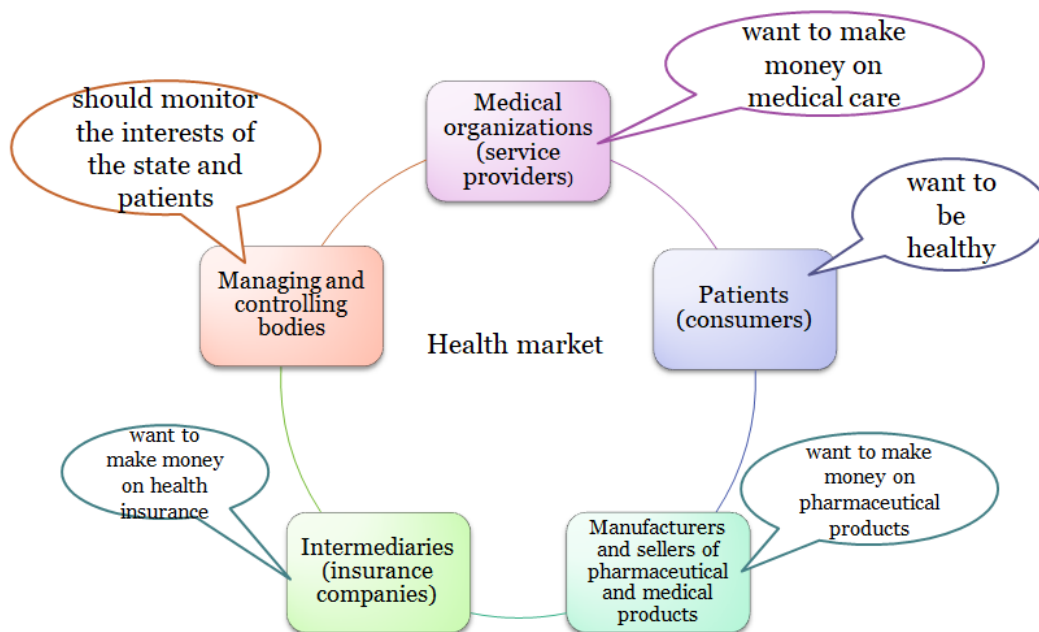 want to make
money on
medical care
Medical
organizations
(service
providers)
should monitor
the interests of
the state and
patients
want to
be
healthy
Managing and
controlling
bodies
Patients
(consumers)
Health market
want to
make money
on health
insurance
want to make
money on
pharmaceutical
products
Intermediaries
(insurance
companies)
Manufacturers
and sellers of
pharmaceutical
and medical
products